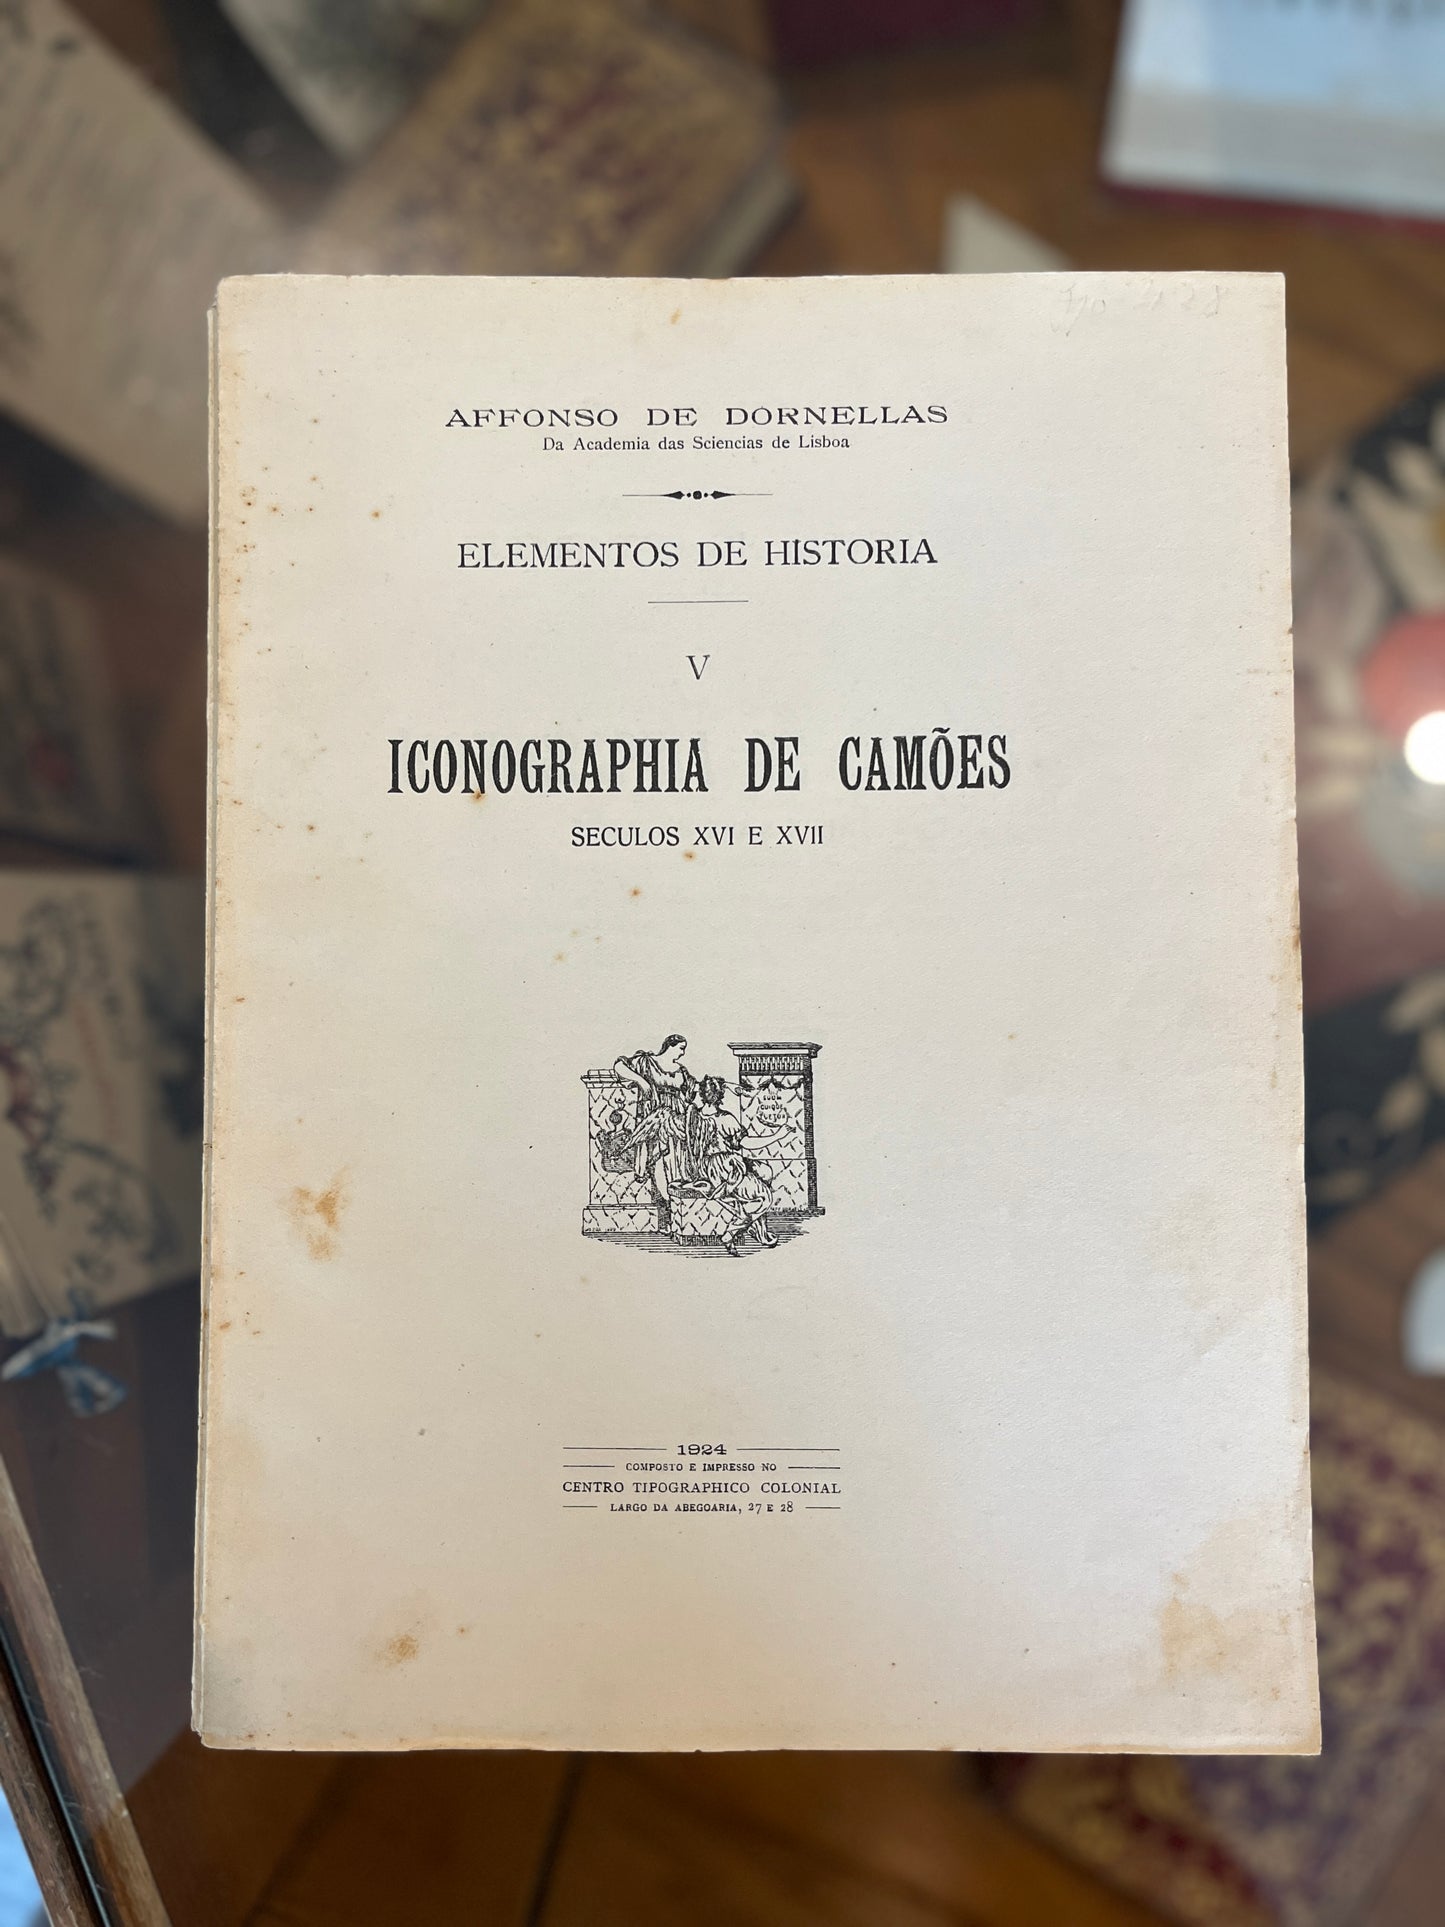 AFFONSO DE DORNELLAS
Da Academia das Sciencias de Lisboa
ELEMENTOS DE HISTORIA
V
ICONOGRAPHIA DE CAMÕES
SECULOS XVI E XVII
1924
COMPOSTO E IMPRESSO NO
CENTRO TIPOGRAPHICO COLONIAL
LARGO DA ABEGOARIA, 27 E 28